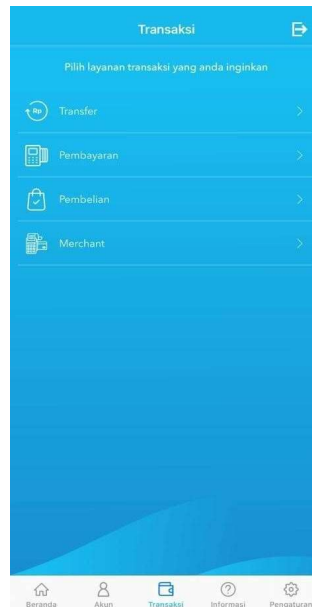 Transaksi
Pilih layanan transaksi yang anda inginkan
Rp Transfer
Pembayaran
Pembelian
Merchant
Beranda Akun Transaksi Informasi Pengaturan